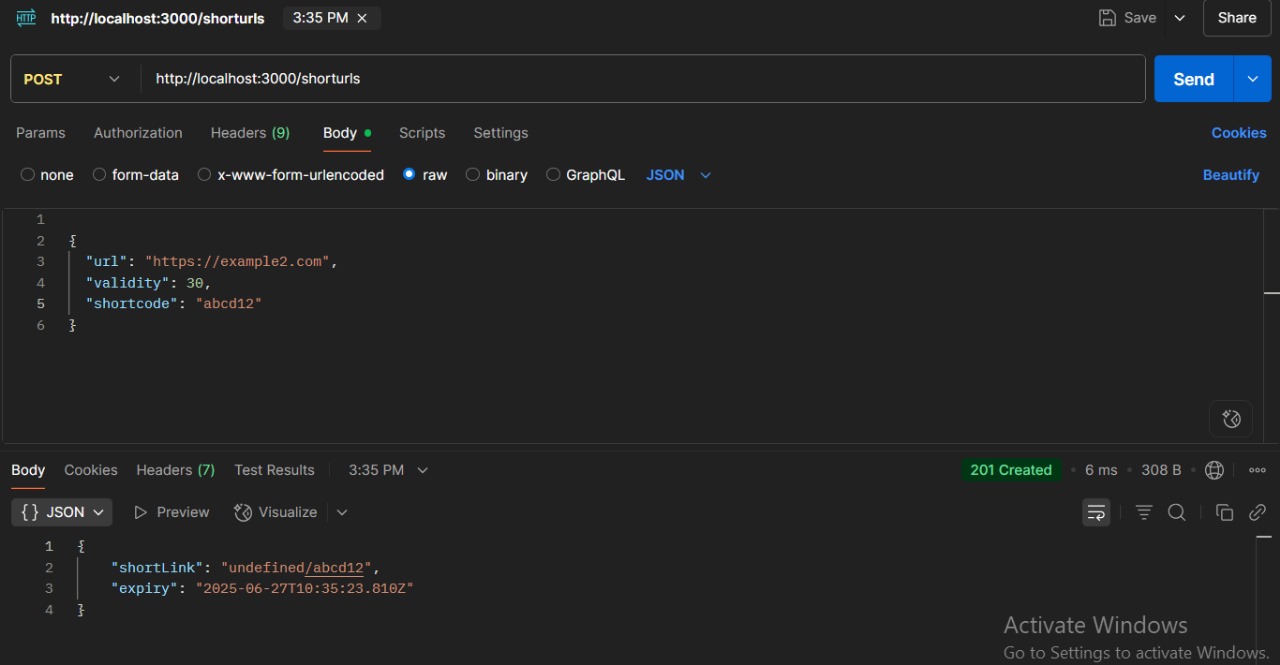 HTTP http://localhost:3000/shorturls 3:35 PM Save Share
POST http://localhost:3000/shorturls Send
Params Authorization Headers (9) Body Scripts Settings Cookies
none form-data x-www-form-urlencoded raw binary GraphQL JSON Beautify
1
2 {
3 "url": "https://example2.com",
4 "validity": 30,
5 "shortcode": "abcd12"
6 }
Body Cookies Headers (7) Test Results 3:35 PM 201 Created 6 ms 308 B
{} JSON Preview Visualize
1 {
2 "shortLink": "undefined/abcd12",
3 "expiry": "2025-06-27T10:35:23.810Z"
4 }
Activate Windows
Go to Settings to activate Windows.